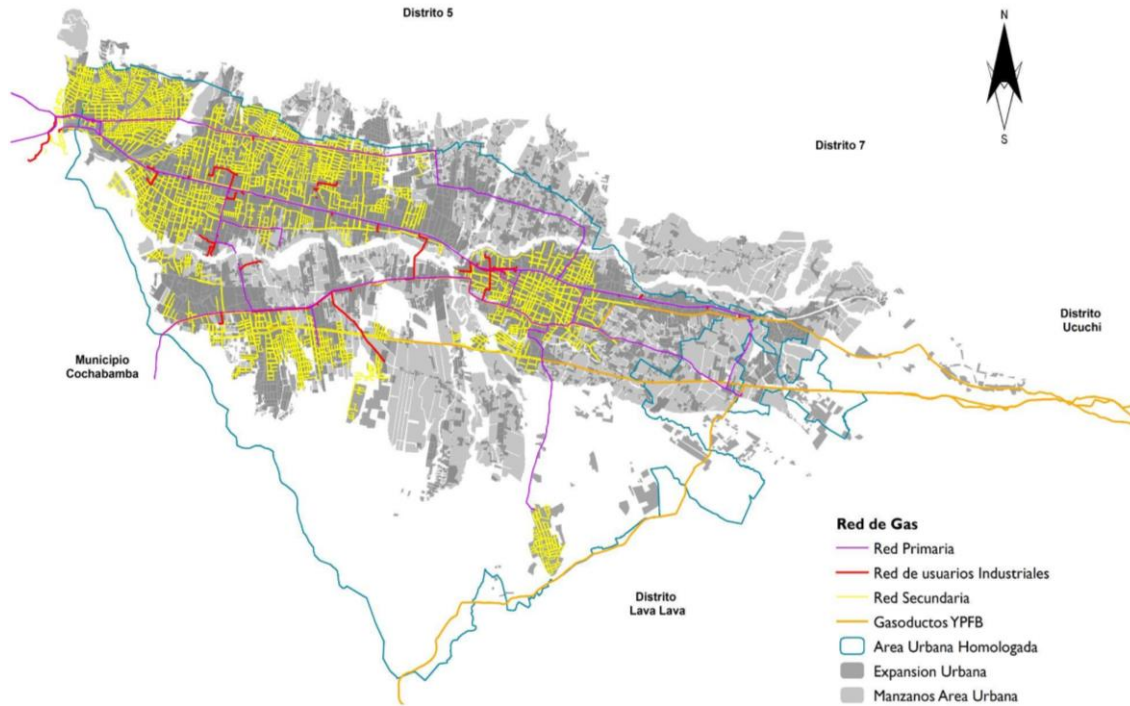 Distrito 5
N
S
Distrito 7
Distrito
Ucuchi
Municipio
Cochabamba
Distrito
Lava Lava
Red de Gas
Red Primaria
Red de usuarios Industriales
Red Secundaria
Gasoductos YPFB
Area Urbana Homologada
Expansion Urbana
Manzanos Area Urbana